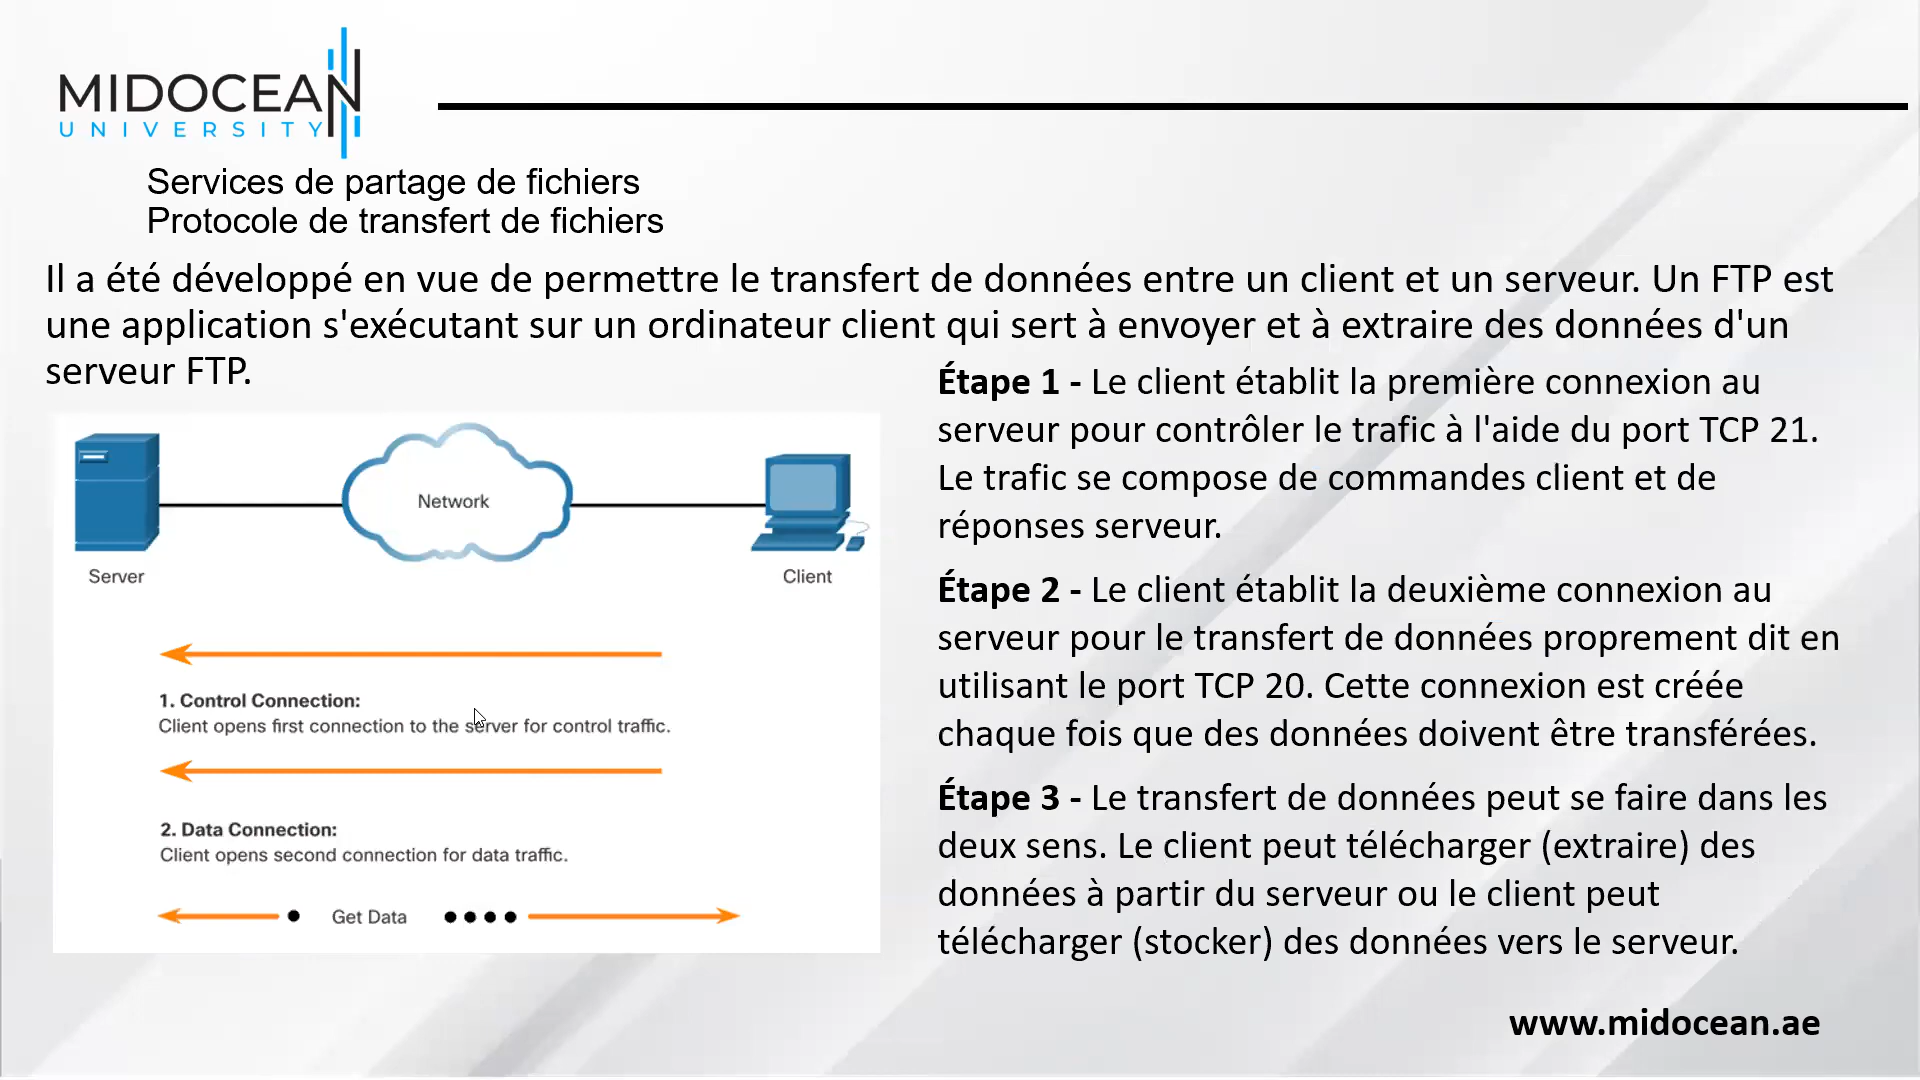 MIDOCEAN
UNIVERSITY
Services de partage de fichiers
Protocole de transfert de fichiers
Il a été développé en vue de permettre le transfert de données entre un client et un serveur. Un FTP est
une application s'exécutant sur un ordinateur client qui sert à envoyer et à extraire des données d'un
serveur FTP.
Network
Server
Client
1. Control Connection:
Client opens first connection to the server for control traffic.
2. Data Connection:
Client opens second connection for data traffic.
Get Data
Étape 1 - Le client établit la première connexion au
serveur pour contrôler le trafic à l'aide du port TCP 21.
Le trafic se compose de commandes client et de
réponses serveur.
Étape 2 - Le client établit la deuxième connexion au
serveur pour le transfert de données proprement dit en
utilisant le port TCP 20. Cette connexion est créée
chaque fois que des données doivent être transférées.
Étape 3 - Le transfert de données peut se faire dans les
deux sens. Le client peut télécharger (extraire) des
données à partir du serveur ou le client peut
télécharger (stocker) des données vers le serveur.
www.midocean.ae